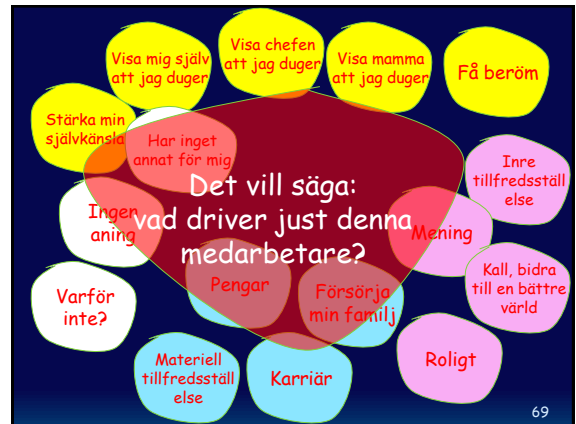 Visa mig själv
att jag duger
Visa chefen
att jag duger
Visa mamma
att jag duger
Få beröm
Stärka min
självkänsla
Har inget
annat för mig
Det vill säga:
vad driver just denna
medarbetare?
Inre
tillfredsställ
else
Ingen
aning
Mening
Pengar
Försörja
min familj
Kall, bidra
till en bättre
värld
Varför
inte?
Materiell
tillfredsställ
else
Karriär
Roligt
69